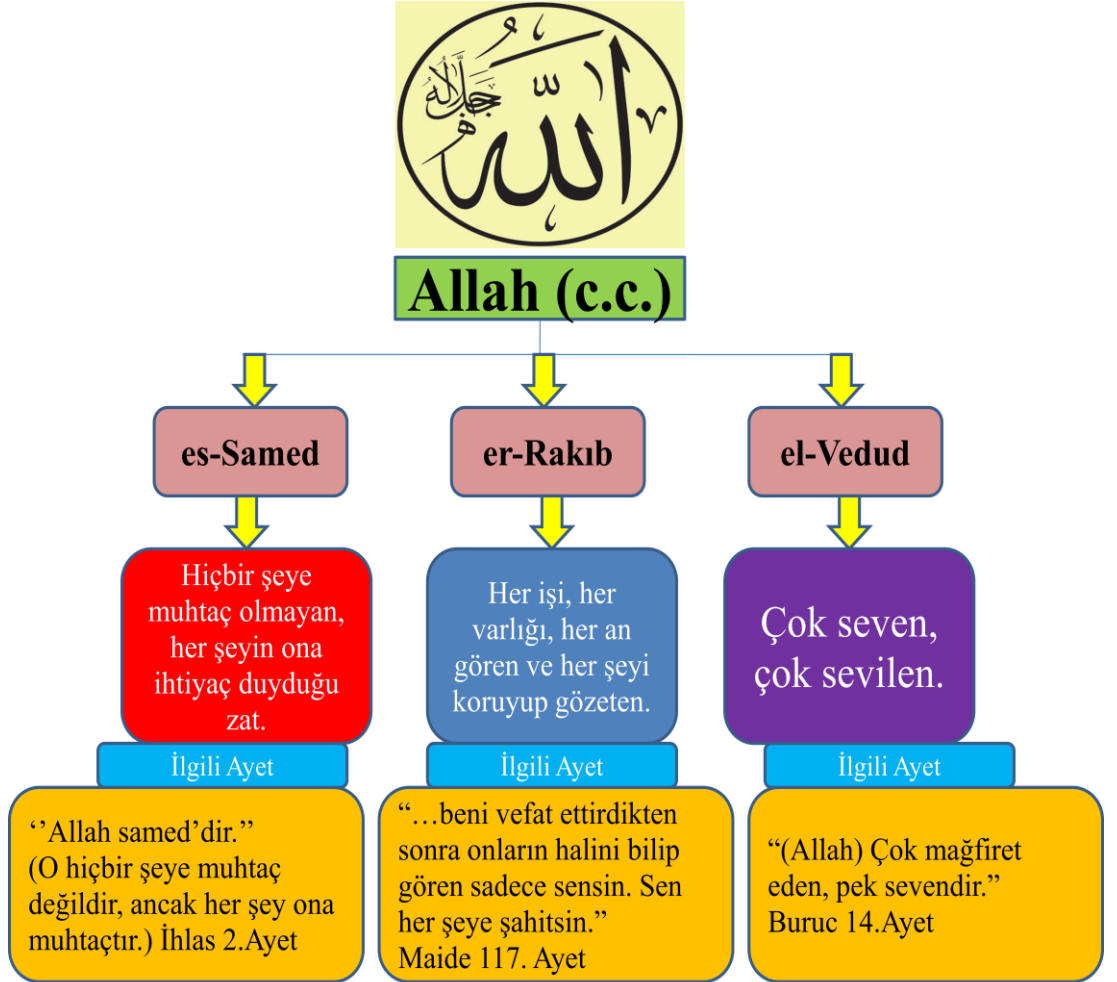 الله
جل جلاله
Allah (c.c.)
es-Samed
er-Rakıb
el-Vedud
Hiçbir şeye
muhtaç olmayan,
her şeyin ona
ihtiyaç duyduğu
zat.
Her işi, her
varlığı, her an
gören ve her şeyi
koruyup gözeten.
Çok seven,
çok sevilen.
İlgili Ayet
İlgili Ayet
İlgili Ayet
‘’Allah samed’dir.’’
(O hiçbir şeye muhtaç
değildir, ancak her şey ona
muhtaçtır.) İhlas 2.Ayet
“…beni vefat ettirdikten
sonra onların halini bilip
gören sadece sensin. Sen
her şeye şahitsin.”
Maide 117. Ayet
“(Allah) Çok mağfiret
eden, pek sevendir.”
Buruc 14.Ayet